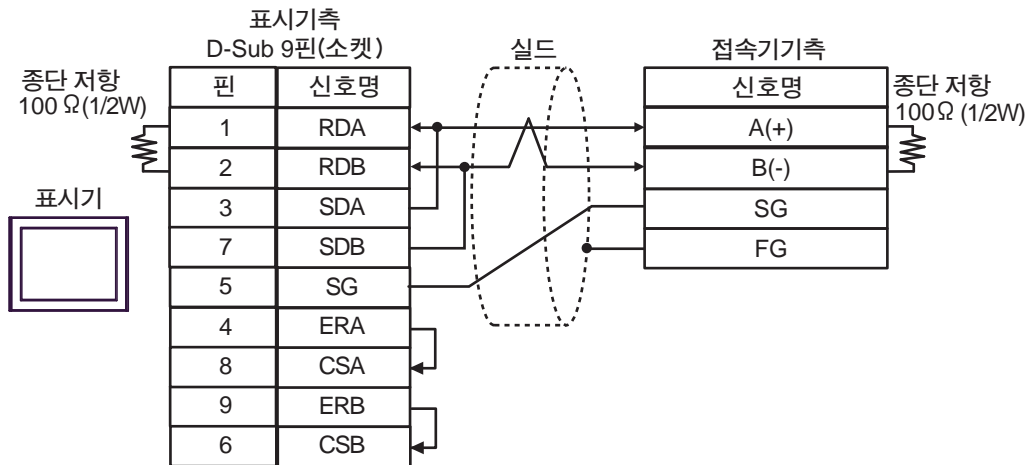 표시기측
D-Sub 9핀(소켓)
실드
접속기기측
종단 저항
100 Ω(1/2W)
핀 신호명
신호명
종단 저항
100Ω (1/2W)
1 RDA
A(+)
2 RDB
B(-)
표시기
3 SDA
SG
7 SDB
FG
5 SG
4 ERA
8 CSA
9 ERB
6 CSB